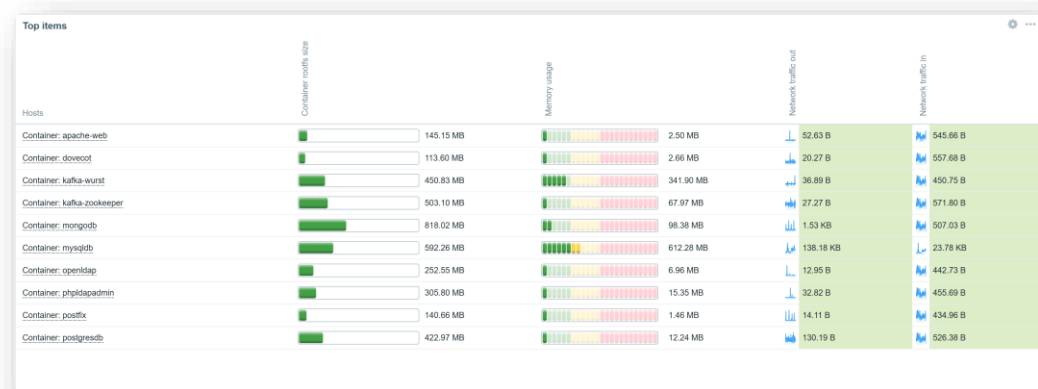 Top items
Hosts Container rootfs size Memory usage Network traffic out Network traffic in
Container: apache-web 145.15 MB 2.50 MB 52.63 B 545.66 B
Container: dovecot 113.60 MB 2.66 MB 20.27 B 557.68 B
Container: kafka-wurst 450.83 MB 341.90 MB 36.89 B 450.75 B
Container: kafka-zookeeper 503.10 MB 67.97 MB 27.27 B 571.80 B
Container: mongodb 818.02 MB 98.38 MB 1.53 KB 507.03 B
Container: mysqldb 592.26 MB 612.28 MB 138.18 KB 23.78 KB
Container: openldap 252.55 MB 6.96 MB 12.95 B 442.73 B
Container: phpldapadmin 305.80 MB 15.35 MB 32.82 B 455.69 B
Container: postfix 140.66 MB 1.46 MB 14.11 B 434.96 B
Container: postgresdb 422.97 MB 12.24 MB 130.19 B 526.38 B